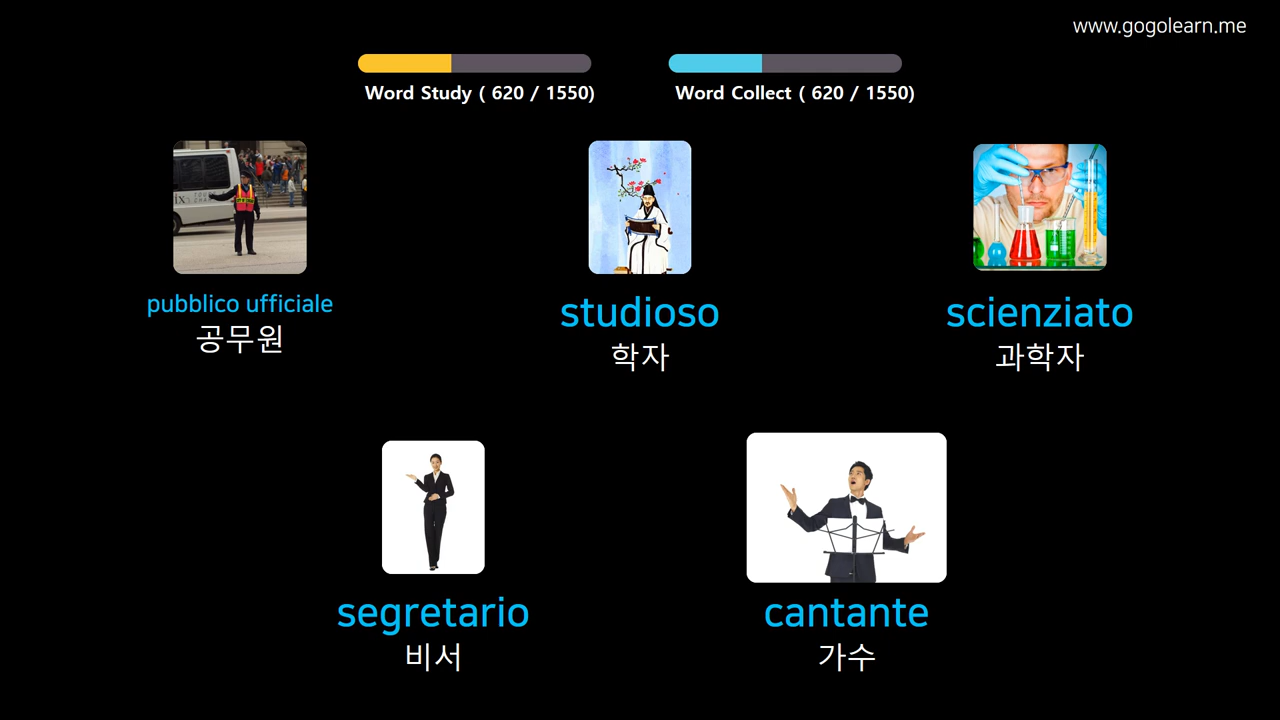 www.gogolearn.me
Word Study ( 620 / 1550)
Word Collect ( 620 / 1550)
pubblico ufficiale
공무원
studioso
학자
scienziato
과학자
segretario
비서
cantante
가수